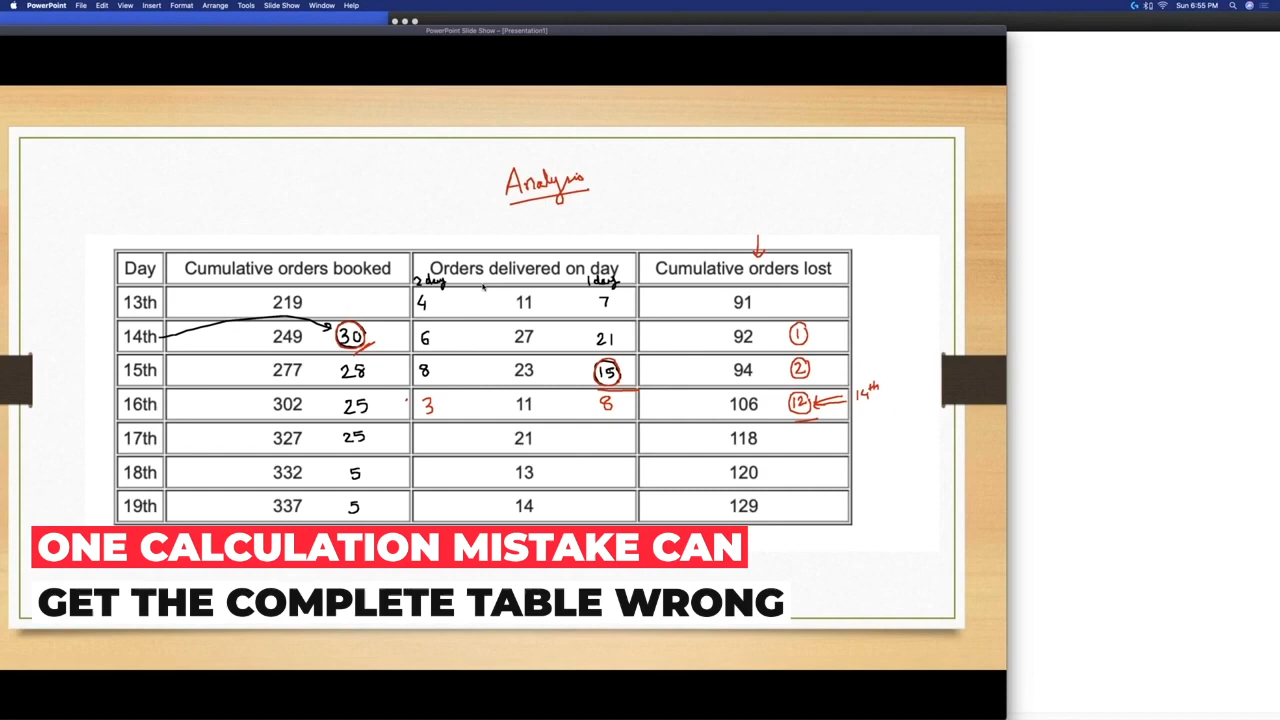 PowerPoint File Edit View Insert Format Arrange Tools Slide Show Window Help Sun 6:55 PM
PowerPoint Slide Show – [Presentation1]
Analysis
Day Cumulative orders booked Orders delivered on day Cumulative orders lost
2 day 1 day
13th 219 4 11 7 91
14th 249 30 6 27 21 92 1
15th 277 28 8 23 15 94 2
16th 302 25 3 11 8 106 12 14th
17th 327 25 21 118
18th 332 5 13 120
19th 337 5 14 129
ONE CALCULATION MISTAKE CAN
GET THE COMPLETE TABLE WRONG